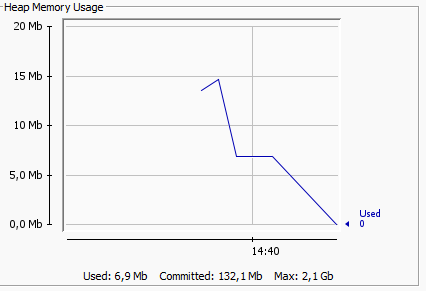 Heap Memory Usage
20 Mb
15 Mb
10 Mb
5,0 Mb
0,0 Mb
Used
0
14:40
Used: 6,9 Mb Committed: 132,1 Mb Max: 2,1 Gb